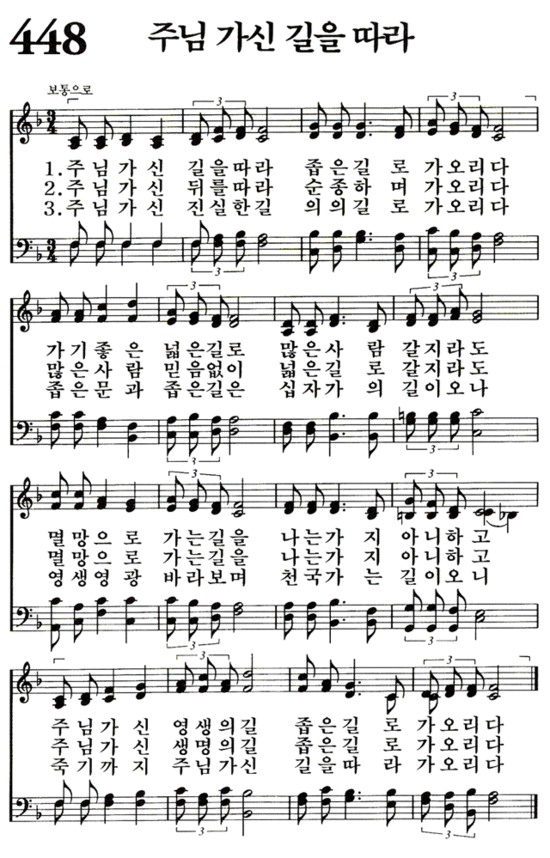 448 주님 가신 길을 따라
보통으로
1. 주님 가신 길을따라 좁은길로 가오리다
2. 주님 가신 뒤를따라 순종하며 가오리다
3. 주님 가신 진실한길 의의길로 가오리다
가기 좋은 넓은길로 많은사람 갈지라도
많은 사람 믿음없이 넓은길로 갈지라도
좁은 문과 좁은길은 십자가의 길이오나
멸망으로 가는길을 나는가지 아니하고
멸망으로 가는길을 나는가지 아니하고
영생영광 바라보며 천국가는 길이오니
주님가신 영생의길 좁은길로 가오리다
주님가신 생명의길 좁은길로 가오리다
죽기까지 주님가신 길을따라 가오리다